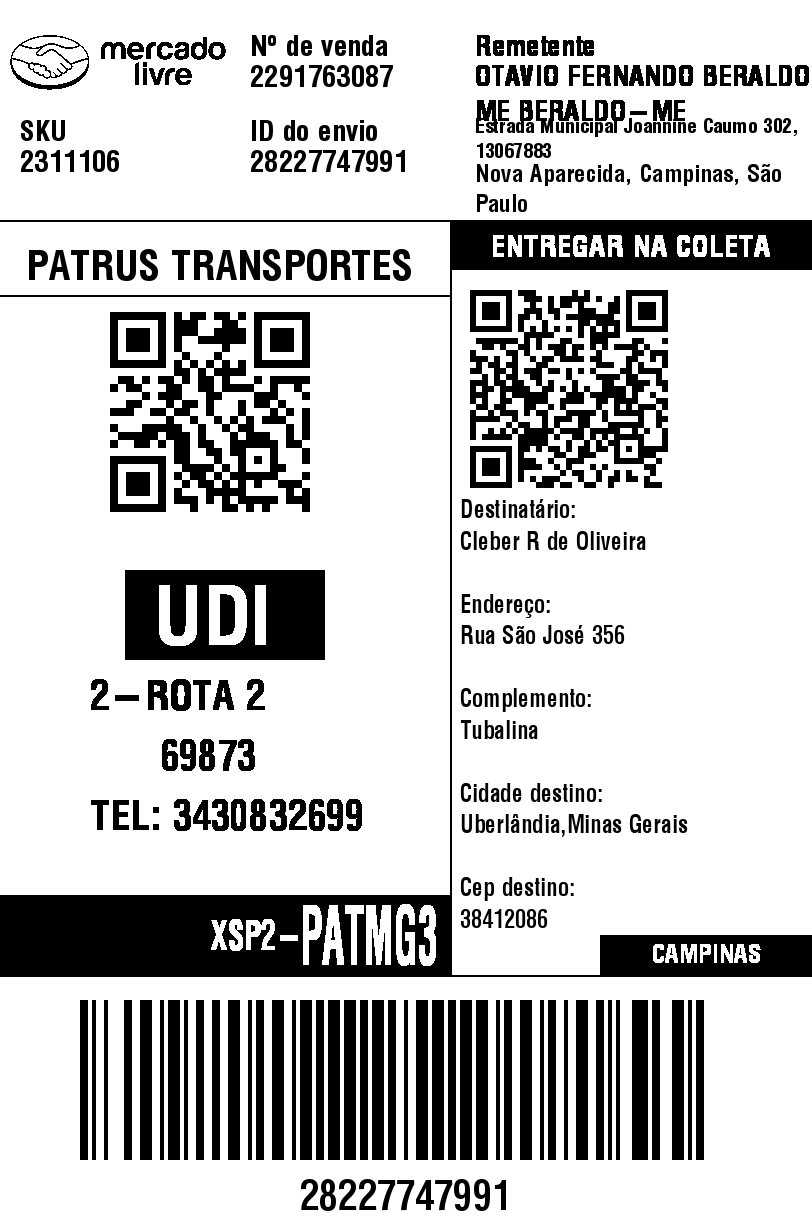 mercado
livre
Nº de venda
2291763087
SKU
2311106
ID do envio
28227747991
Remetente
OTAVIO FERNANDO BERALDO
ME BERALDO-ME
Estrada Municipal Joannine Caumo 302,
13067883
Nova Aparecida, Campinas, São
Paulo
PATRUS TRANSPORTES
UDI
2-ROTA 2
69873
TEL: 3430832699
XSP2-PATMG3
ENTREGAR NA COLETA
Destinatário:
Cleber R de Oliveira
Endereço:
Rua São José 356
Complemento:
Tubalina
Cidade destino:
Uberlândia,Minas Gerais
Cep destino:
38412086
CAMPINAS
28227747991